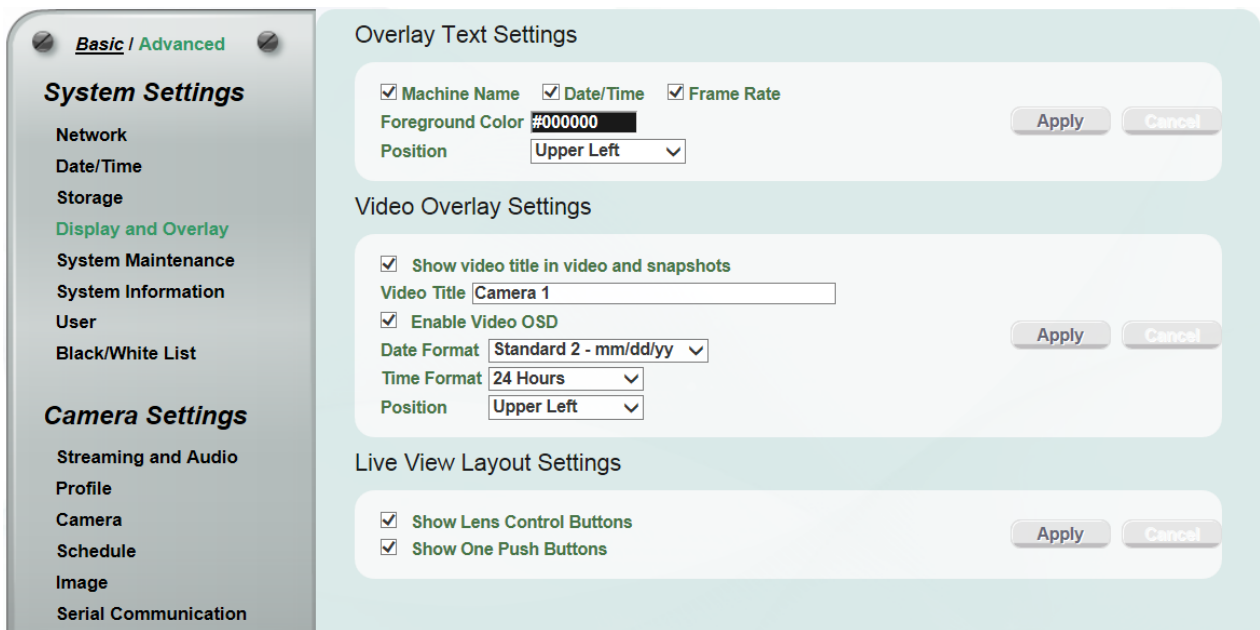 Basic / Advanced
System Settings
Network
Date/Time
Storage
Display and Overlay
System Maintenance
System Information
User
Black/White List
Camera Settings
Streaming and Audio
Profile
Camera
Schedule
Image
Serial Communication
Overlay Text Settings
Machine Name Date/Time Frame Rate
Foreground Color #000000
Position Upper Left
Apply Cancel
Video Overlay Settings
Show video title in video and snapshots
Video Title Camera 1
Enable Video OSD
Date Format Standard 2 - mm/dd/yy
Time Format 24 Hours
Position Upper Left
Apply Cancel
Live View Layout Settings
Show Lens Control Buttons
Show One Push Buttons
Apply Cancel